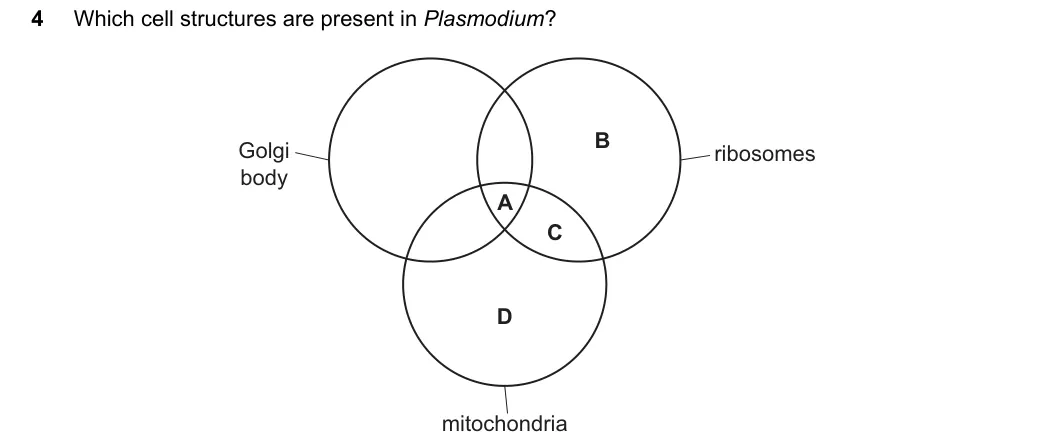 4 Which cell structures are present in Plasmodium?
B
Golgi
body
ribosomes
A
C
D
mitochondria